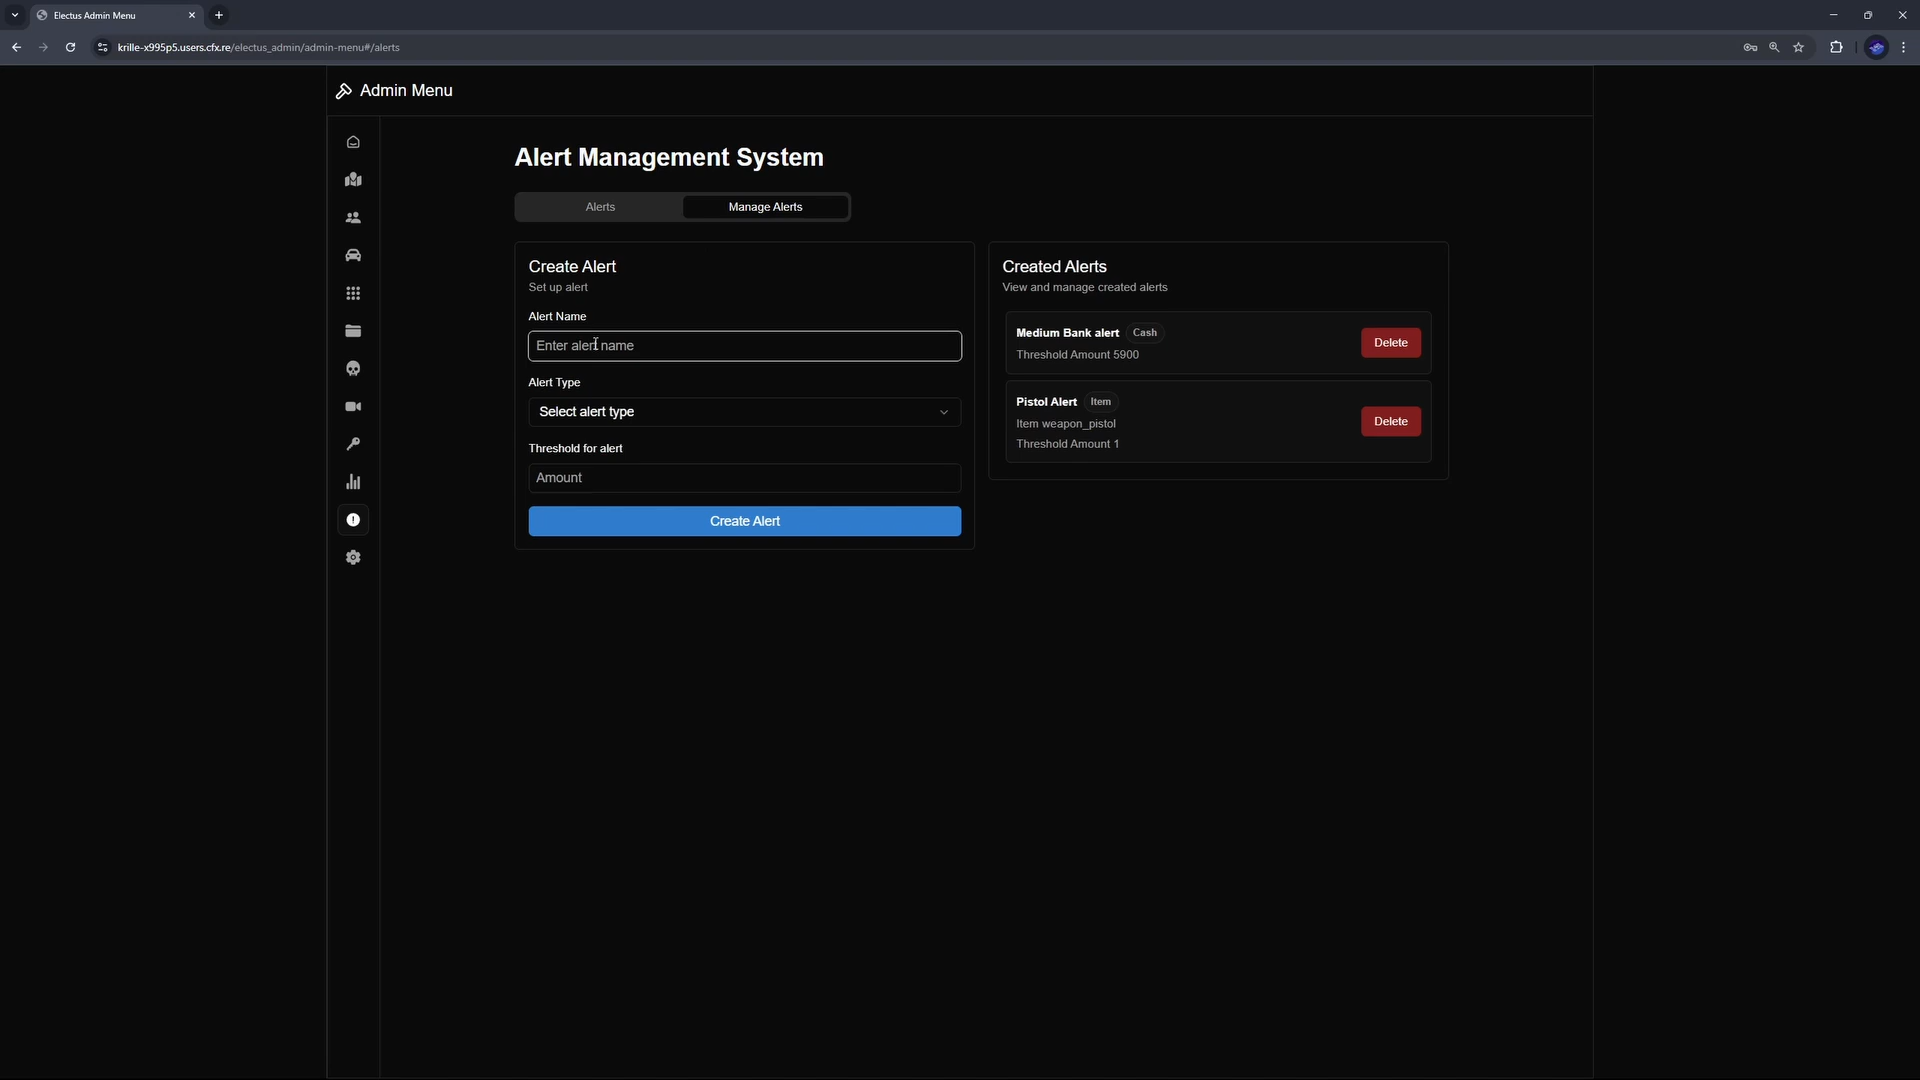 Electus Admin Menu
krille-x995p5.users.cfx.re/electus_admin/admin-menu#/alerts
Admin Menu
Alert Management System
Alerts
Manage Alerts
Create Alert
Set up alert
Alert Name
Enter alert name
Alert Type
Select alert type
Threshold for alert
Amount
Create Alert
Created Alerts
View and manage created alerts
Medium Bank alert Cash
Threshold Amount 5900
Delete
Pistol Alert Item
Item weapon_pistol
Threshold Amount 1
Delete